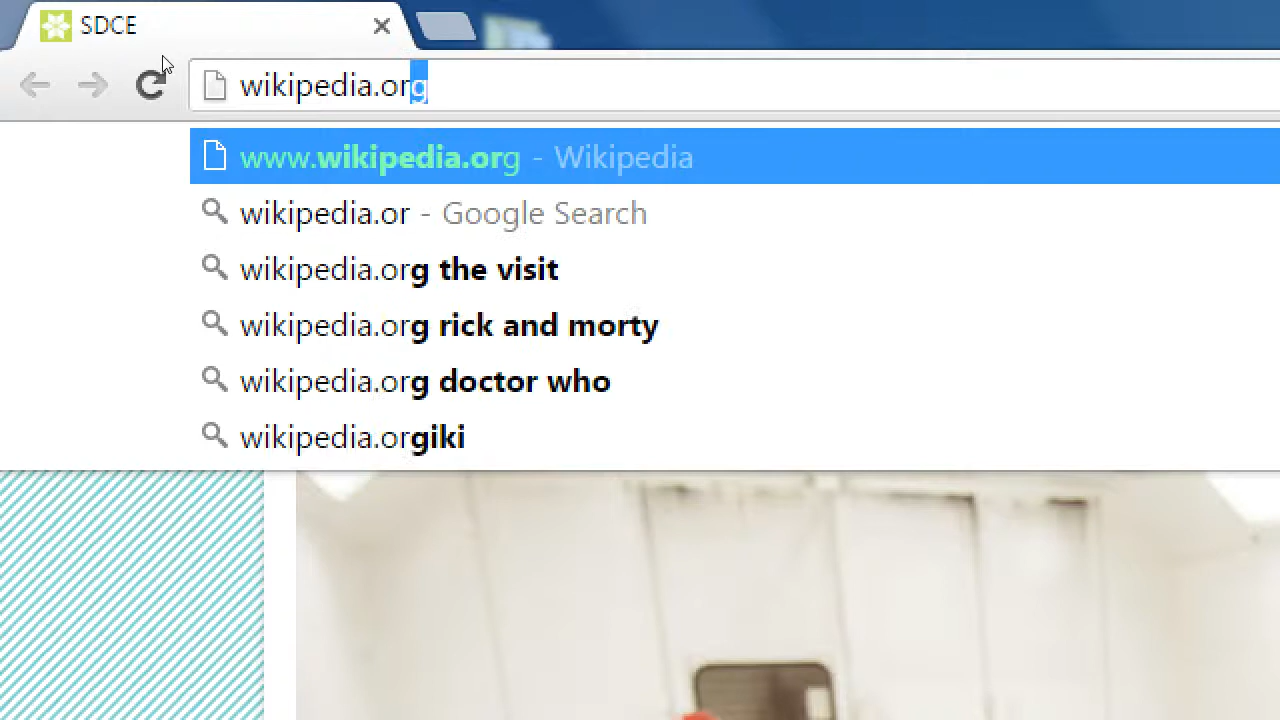 SDCE
wikipedia.org
www.wikipedia.org - Wikipedia
wikipedia.or - Google Search
wikipedia.org the visit
wikipedia.org rick and morty
wikipedia.org doctor who
wikipedia.orgiki